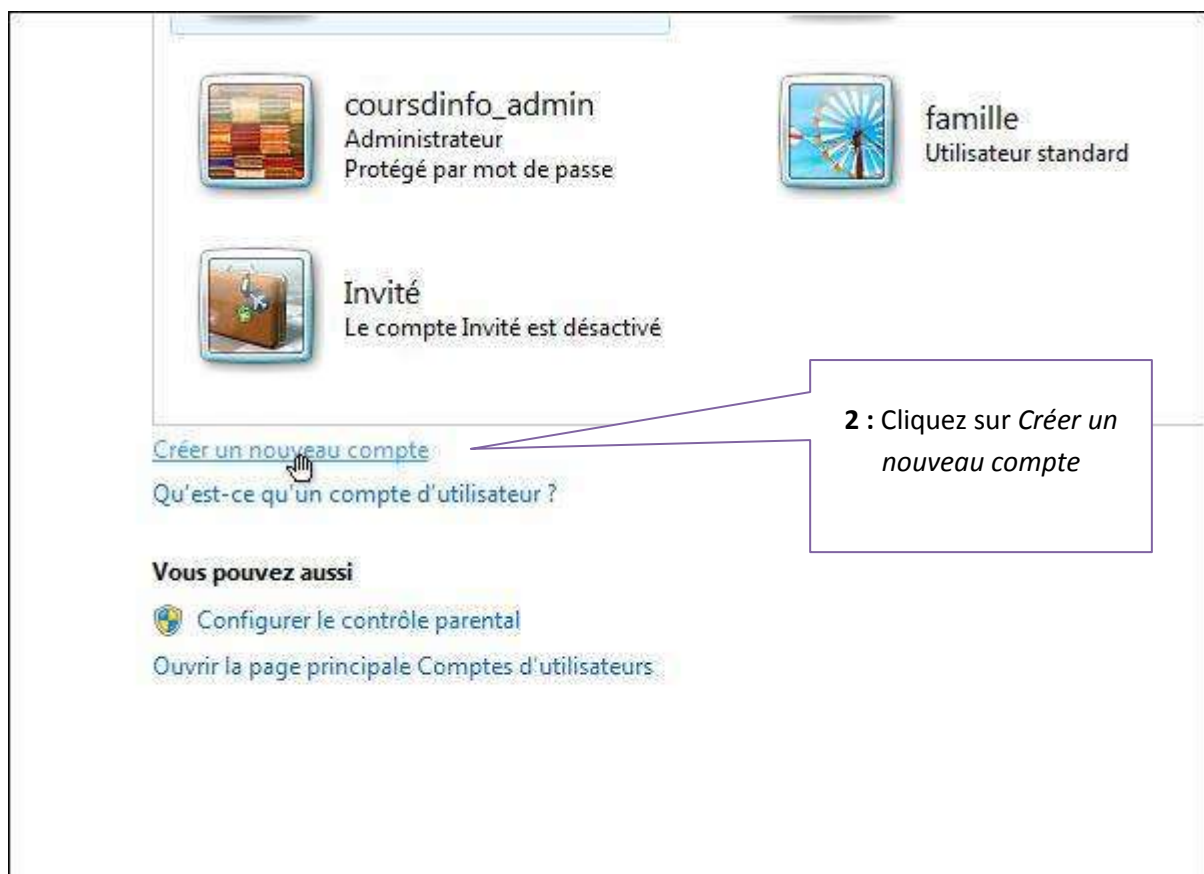 coursdinfo_admin
Administrateur
Protégé par mot de passe
famille
Utilisateur standard
Invité
Le compte Invité est désactivé
2 : Cliquez sur Créer un
nouveau compte
Créer un nouveau compte
Qu'est-ce qu'un compte d'utilisateur ?
Vous pouvez aussi
Configurer le contrôle parental
Ouvrir la page principale Comptes d'utilisateurs